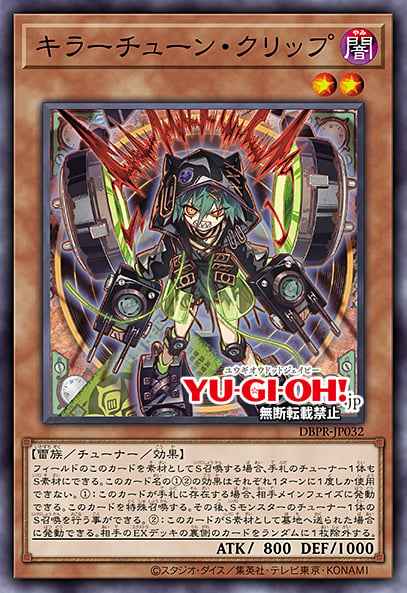 キラーチューン・クリップ
やみ
闇
ユウギオウドットジェイピー
YU-GI-OH!.jp
無断転載禁止
DBPR-JP032
【雷族/チューナー/効果】
フィールドのこのカードを素材としてS召喚する場合、手札のチューナー1体も
S素材にできる。このカード名の①②の効果はそれぞれ1ターンに1度しか使用
できない。①:このカードが手札に存在する場合、相手メインフェイズに発動
できる。このカードを特殊召喚する。その後、Sモンスターのチューナー1体の
S召喚を行う事ができる。②:このカードがS素材として墓地へ送られた場合
に発動できる。相手のEXデッキの裏側のカードをランダムに1枚除外する。
ATK/ 800 DEF/1000
©スタジオ・ダイス/集英社・テレビ東京・KONAMI